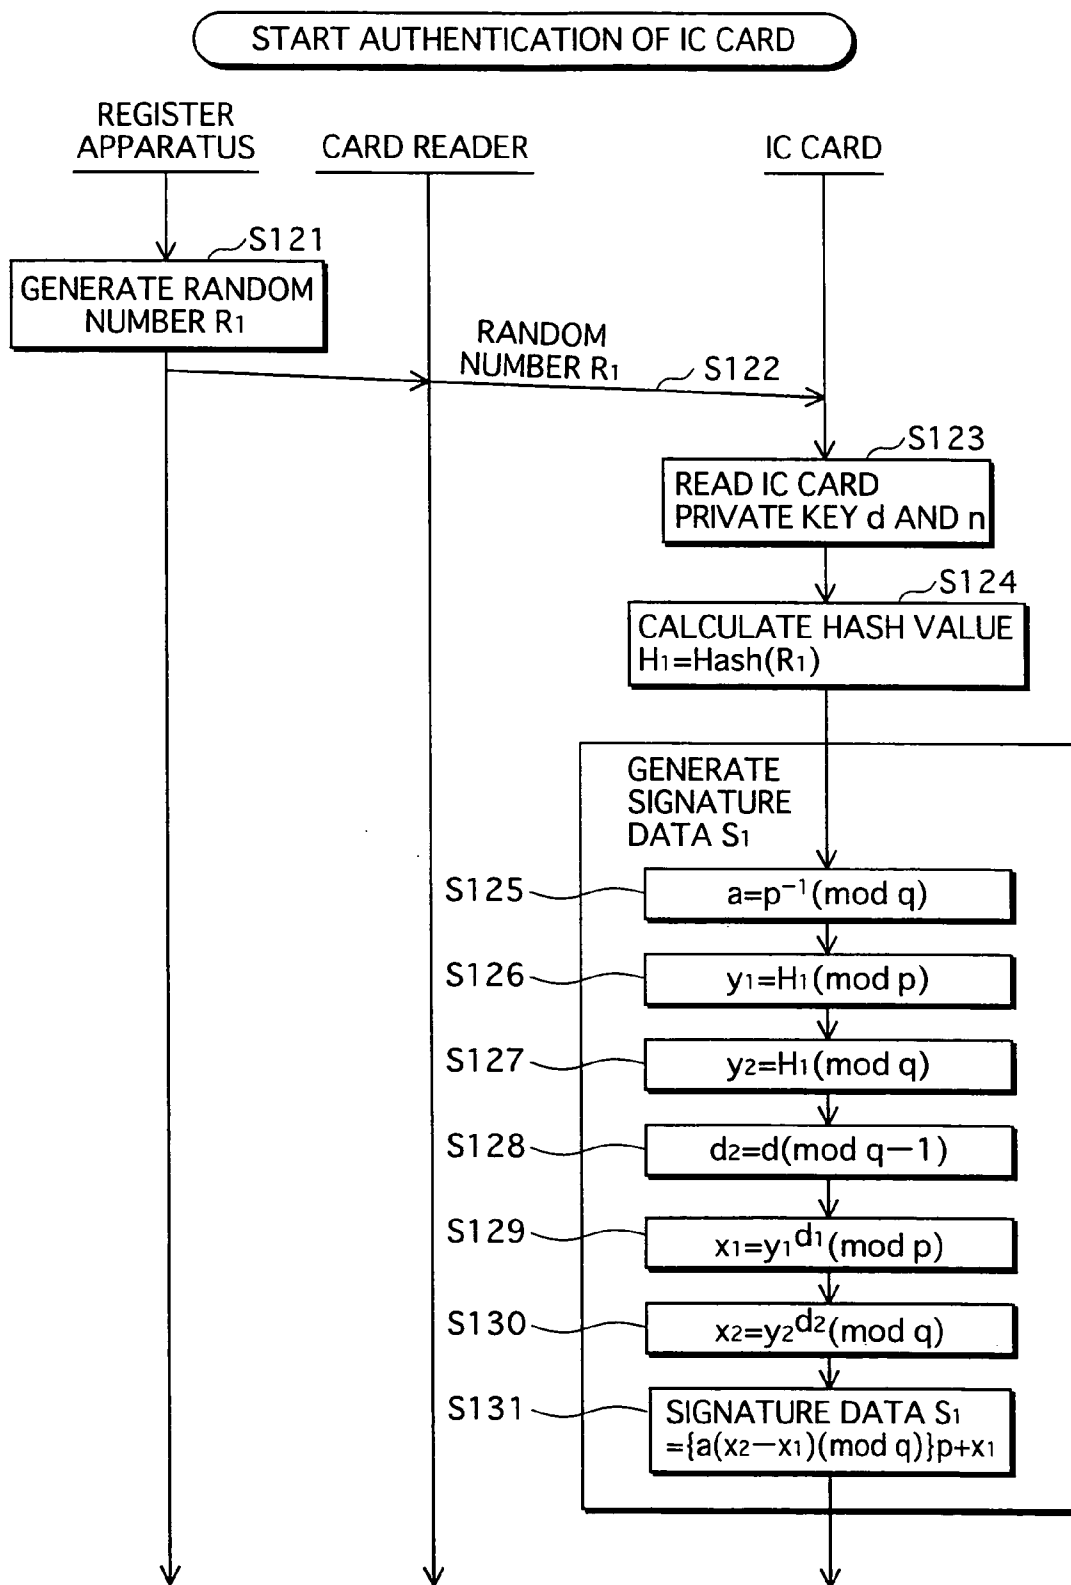 START AUTHENTICATION OF IC CARD
REGISTER
APPARATUS
CARD READER
IC CARD
S121
GENERATE RANDOM
NUMBER R1
RANDOM
NUMBER R1
S122
S123
READ IC CARD
PRIVATE KEY d AND n
S124
CALCULATE HASH VALUE
H1=Hash(R1)
GENERATE
SIGNATURE
DATA S1
S125
a=p⁻¹(mod q)
S126
y1=H1(mod p)
S127
y2=H1(mod q)
S128
d2=d(mod q−1)
S129
x1=y1^d1(mod p)
S130
x2=y2^d2(mod q)
S131
SIGNATURE DATA S1
={a(x2−x1)(mod q)}p+x1